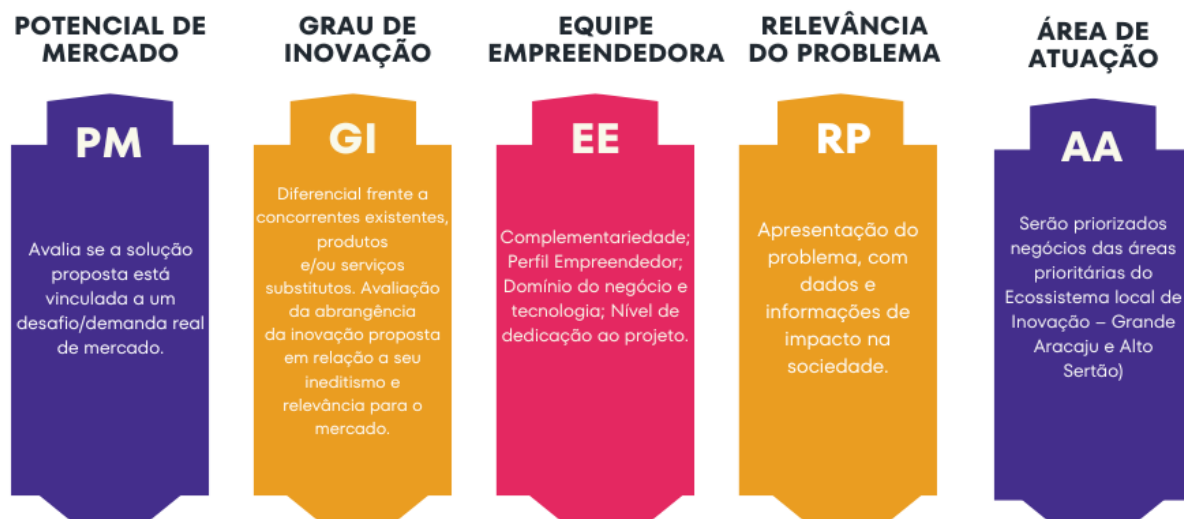 POTENCIAL DE
MERCADO
PM
Avalia se a solução
proposta está
vinculada a um
desafio/demanda real
de mercado.
GRAU DE
INOVAÇÃO
GI
Diferencial frente a
concorrentes existentes,
produtos
e/ou serviços
substitutos. Avaliação
da abrangência
da inovação proposta
em relação a seu
ineditismo e
relevância para o
mercado.
EQUIPE
EMPREENDEDORA
EE
Complementariedade;
Perfil Empreendedor;
Domínio do negócio e
tecnologia; Nível de
dedicação ao projeto.
RELEVÂNCIA
DO PROBLEMA
RP
Apresentação do
problema, com
dados e
informações de
impacto na
sociedade.
ÁREA DE
ATUAÇÃO
AA
Serão priorizados
negócios das áreas
prioritárias do
Ecossistema local de
Inovação – Grande
Aracaju e Alto
Sertão)